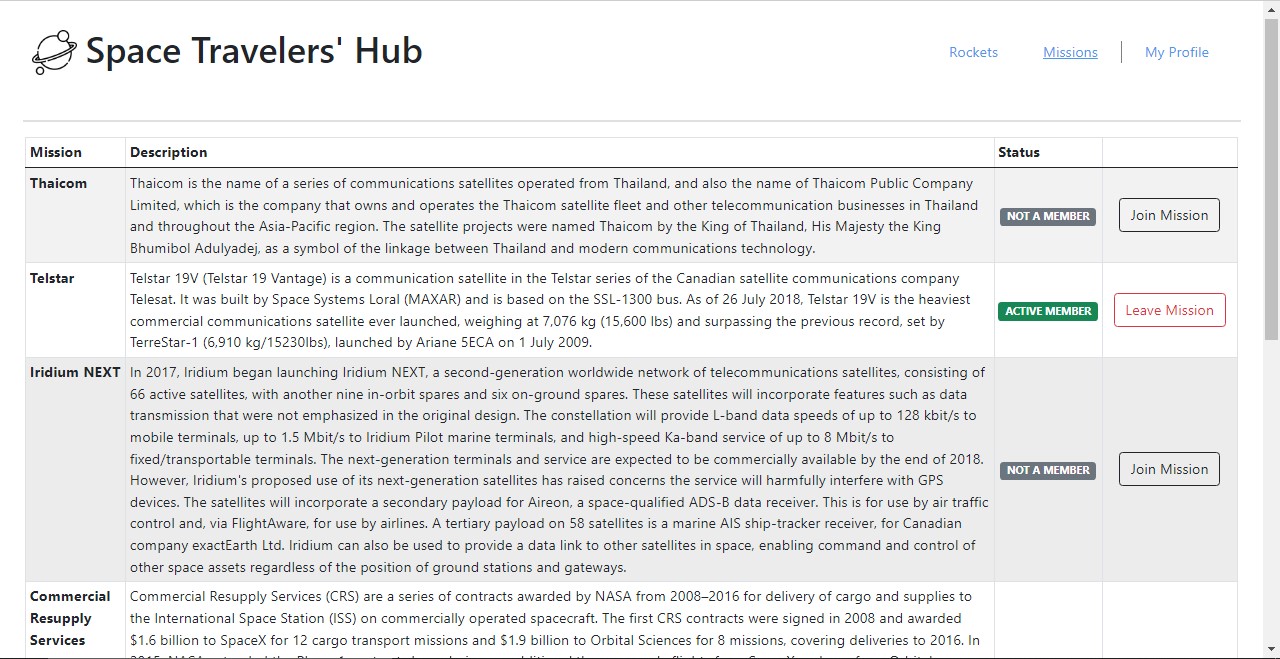 Space Travelers' Hub
Rockets
Missions
My Profile
Mission
Description
Status
Thaicom
Thaicom is the name of a series of communications satellites operated from Thailand, and also the name of Thaicom Public Company
Limited, which is the company that owns and operates the Thaicom satellite fleet and other telecommunication businesses in Thailand
and throughout the Asia-Pacific region. The satellite projects were named Thaicom by the King of Thailand, His Majesty the King
Bhumibol Adulyadej, as a symbol of the linkage between Thailand and modern communications technology.
NOT A MEMBER
Join Mission
Telstar
Telstar 19V (Telstar 19 Vantage) is a communication satellite in the Telstar series of the Canadian satellite communications company
Telesat. It was built by Space Systems Loral (MAXAR) and is based on the SSL-1300 bus. As of 26 July 2018, Telstar 19V is the heaviest
commercial communications satellite ever launched, weighing at 7,076 kg (15,600 lbs) and surpassing the previous record, set by
TerreStar-1 (6,910 kg/15230lbs), launched by Ariane 5ECA on 1 July 2009.
ACTIVE MEMBER
Leave Mission
Iridium NEXT
In 2017, Iridium began launching Iridium NEXT, a second-generation worldwide network of telecommunications satellites, consisting of
66 active satellites, with another nine in-orbit spares and six on-ground spares. These satellites will incorporate features such as data
transmission that were not emphasized in the original design. The constellation will provide L-band data speeds of up to 128 kbit/s to
mobile terminals, up to 1.5 Mbit/s to Iridium Pilot marine terminals, and high-speed Ka-band service of up to 8 Mbit/s to
fixed/transportable terminals. The next-generation terminals and service are expected to be commercially available by the end of 2018.
However, Iridium's proposed use of its next-generation satellites has raised concerns the service will harmfully interfere with GPS
devices. The satellites will incorporate a secondary payload for Aireon, a space-qualified ADS-B data receiver. This is for use by air traffic
control and, via FlightAware, for use by airlines. A tertiary payload on 58 satellites is a marine AIS ship-tracker receiver, for Canadian
company exactEarth Ltd. Iridium can also be used to provide a data link to other satellites in space, enabling command and control of
other space assets regardless of the position of ground stations and gateways.
NOT A MEMBER
Join Mission
Commercial
Resupply
Services
Commercial Resupply Services (CRS) are a series of contracts awarded by NASA from 2008–2016 for delivery of cargo and supplies to
the International Space Station (ISS) on commercially operated spacecraft. The first CRS contracts were signed in 2008 and awarded
$1.6 billion to SpaceX for 12 cargo transport missions and $1.9 billion to Orbital Sciences for 8 missions, covering deliveries to 2016. In